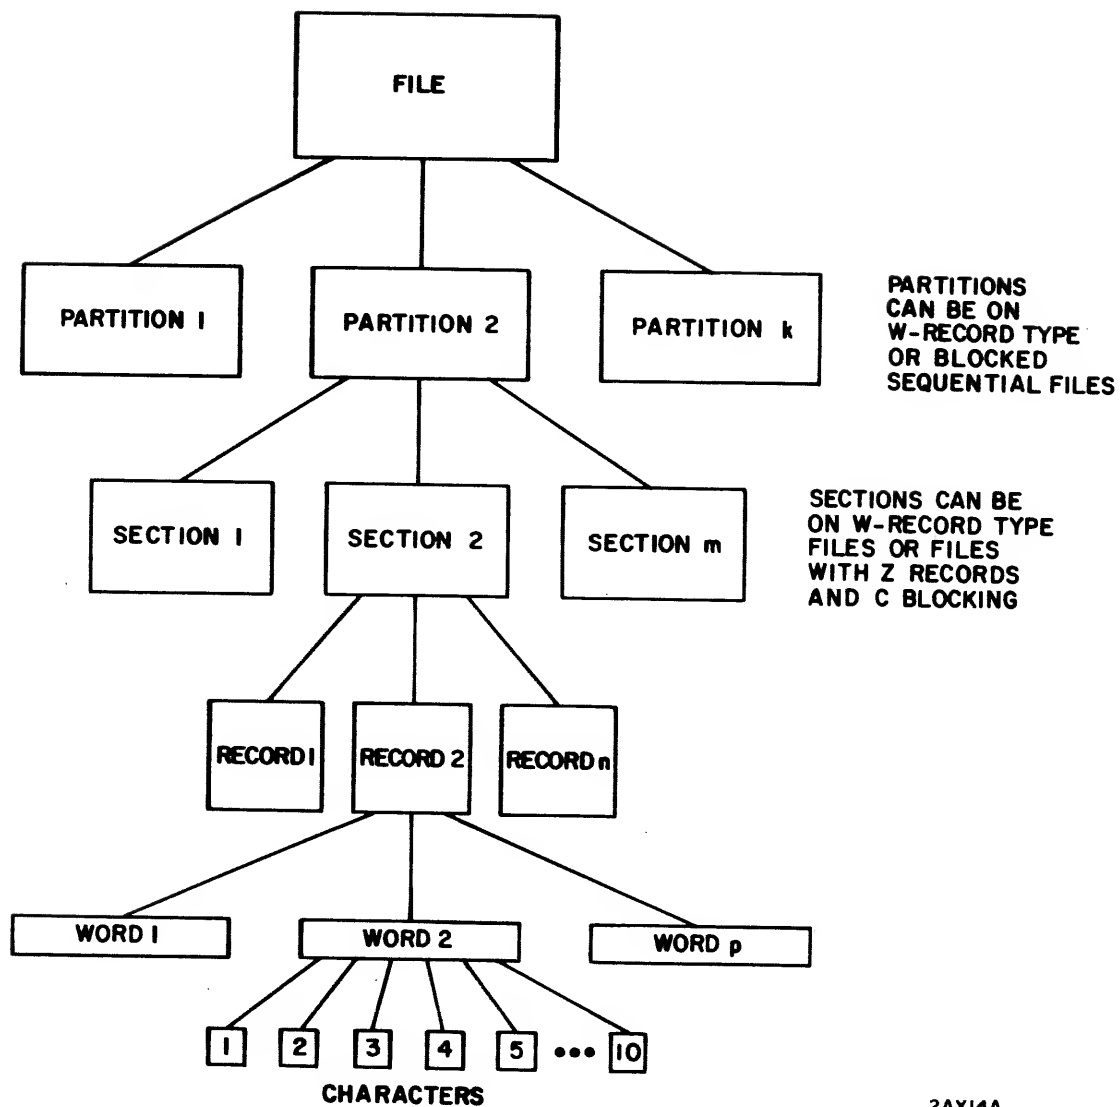 FILE
PARTITION 1
PARTITION 2
PARTITION k
PARTITIONS
CAN BE ON
W-RECORD TYPE
OR BLOCKED
SEQUENTIAL FILES
SECTION 1
SECTION 2
SECTION m
SECTIONS CAN BE
ON W-RECORD TYPE
FILES OR FILES
WITH Z RECORDS
AND C BLOCKING
RECORD 1
RECORD 2
RECORD n
WORD 1
WORD 2
WORD p
1 2 3 4 5 ••• 10
CHARACTERS